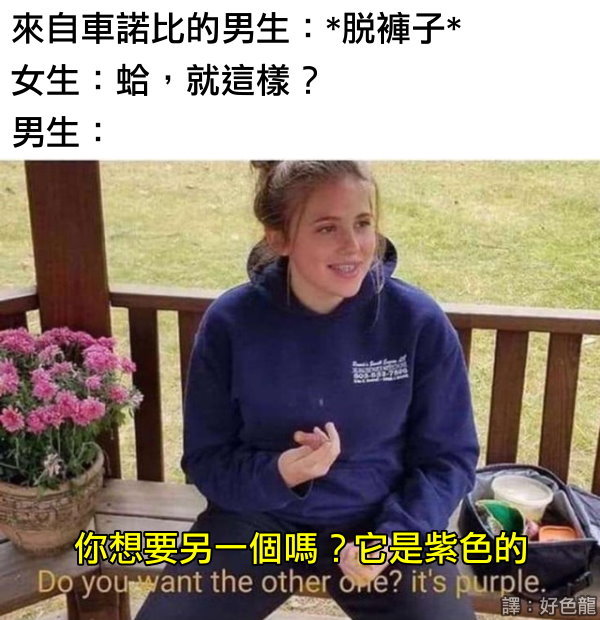 來自車諾比的男生：*脫褲子*
女生：蛤，就這樣？
男生：
你想要另一個嗎？它是紫色的
Do you want the other one? it's purple.
譯：好色龍